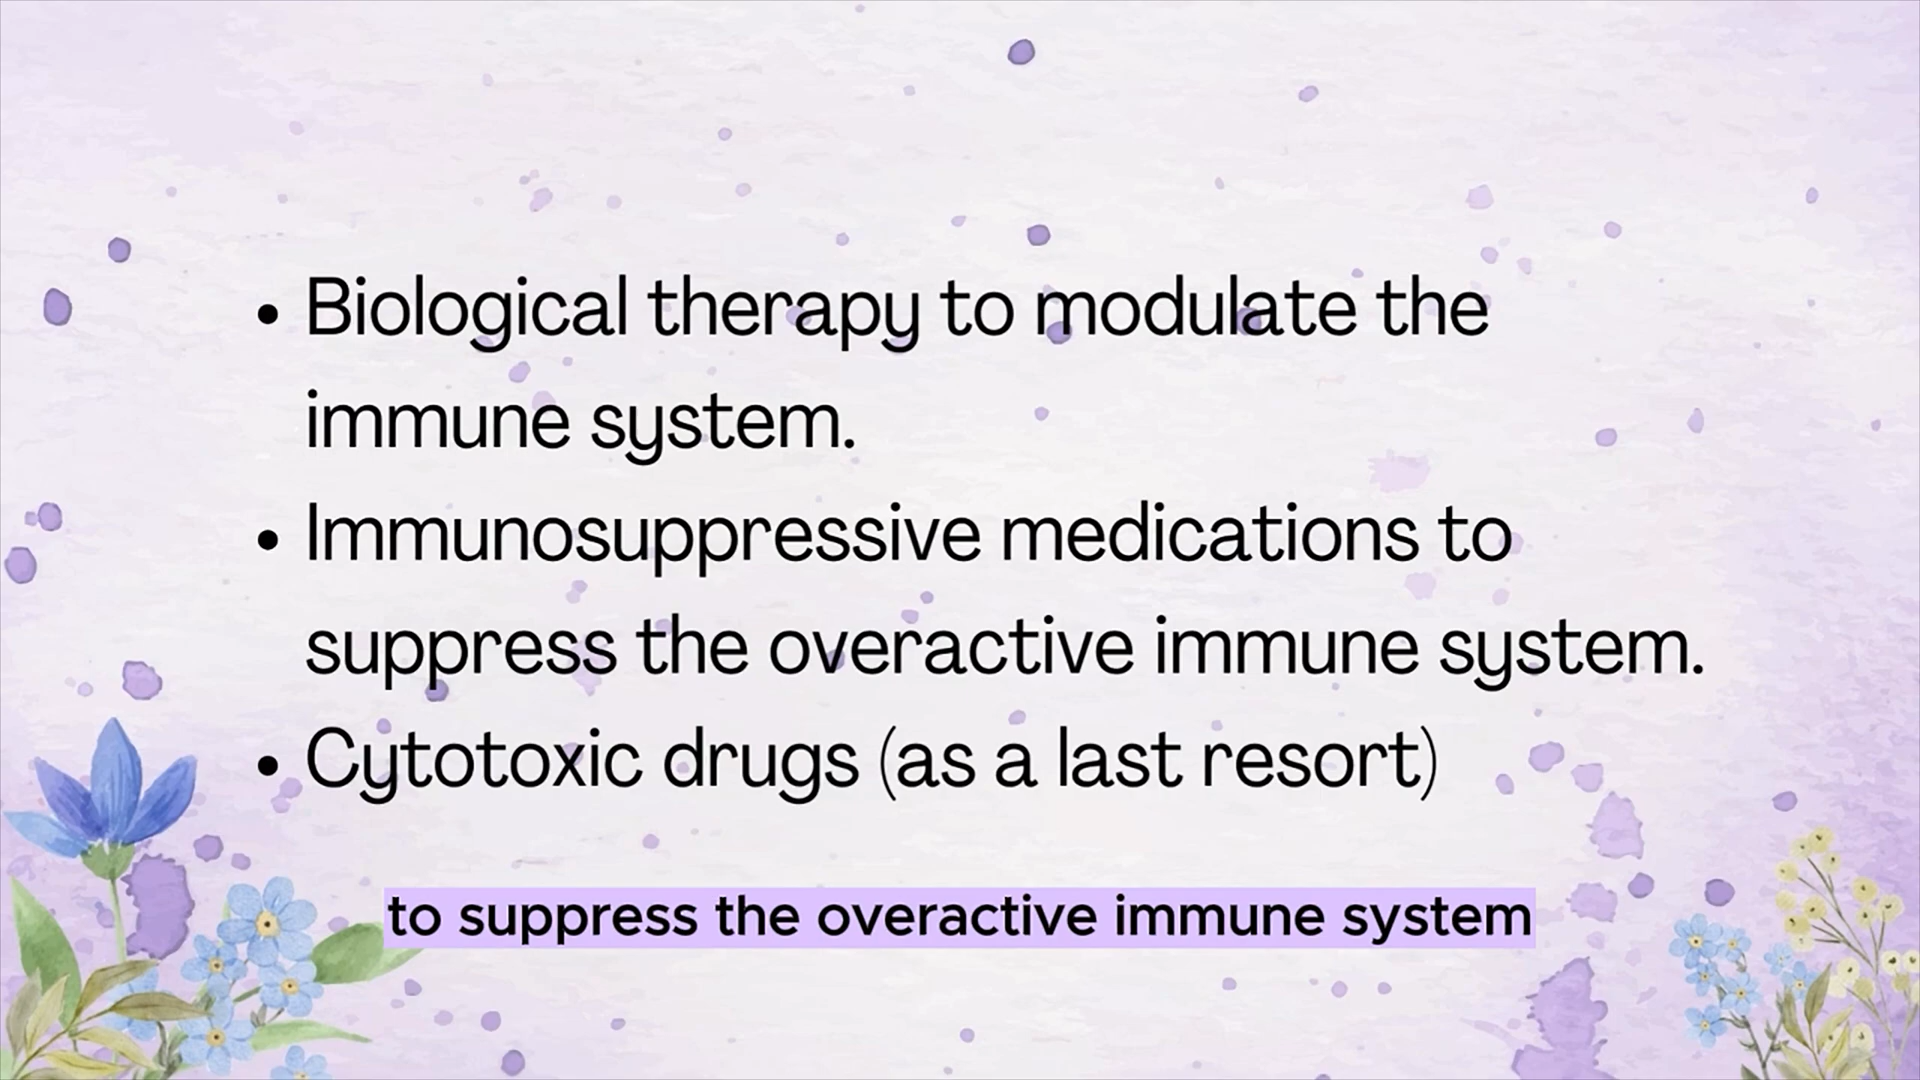 • Biological therapy to modulate the
immune system.
• Immunosuppressive medications to
suppress the overactive immune system.
• Cytotoxic drugs (as a last resort)
to suppress the overactive immune system